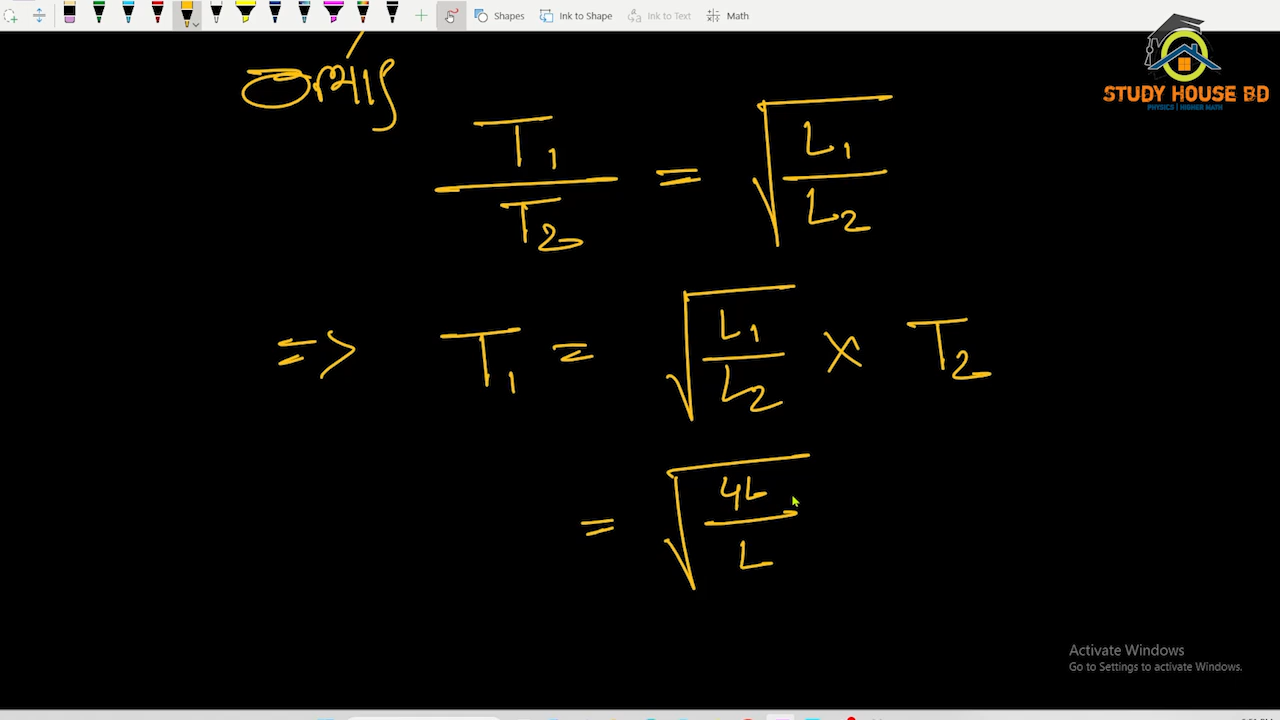 Shapes Ink to Shape Ink to Text Math
STUDY HOUSE BD
PHYSICS | HIGHER MATH
অর্থাৎ
T₁/T₂ = √(L₁/L₂)
=> T₁ = √(L₁/L₂) × T₂
= √(4L/L)
Activate Windows
Go to Settings to activate Windows.